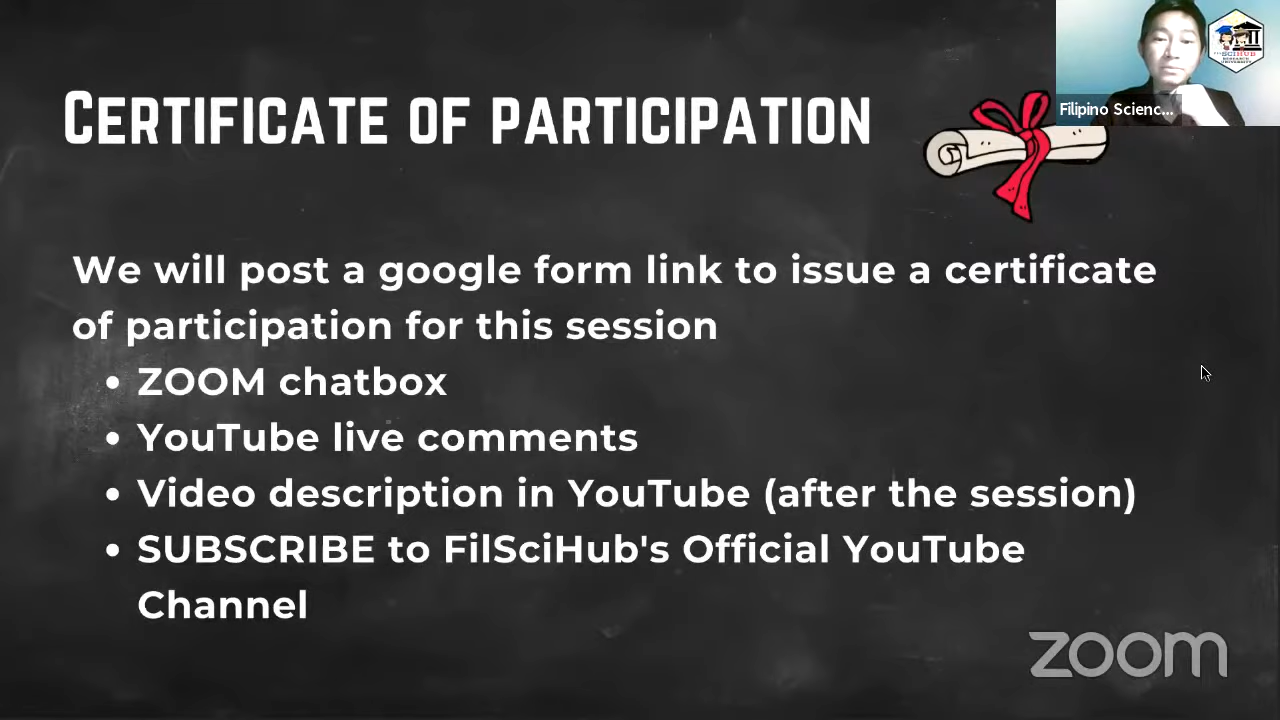 CERTIFICATE OF PARTICIPATION
Filipino Scienc...
We will post a google form link to issue a certificate
of participation for this session
• ZOOM chatbox
• YouTube live comments
• Video description in YouTube (after the session)
• SUBSCRIBE to FilSciHub's Official YouTube
Channel
zoom